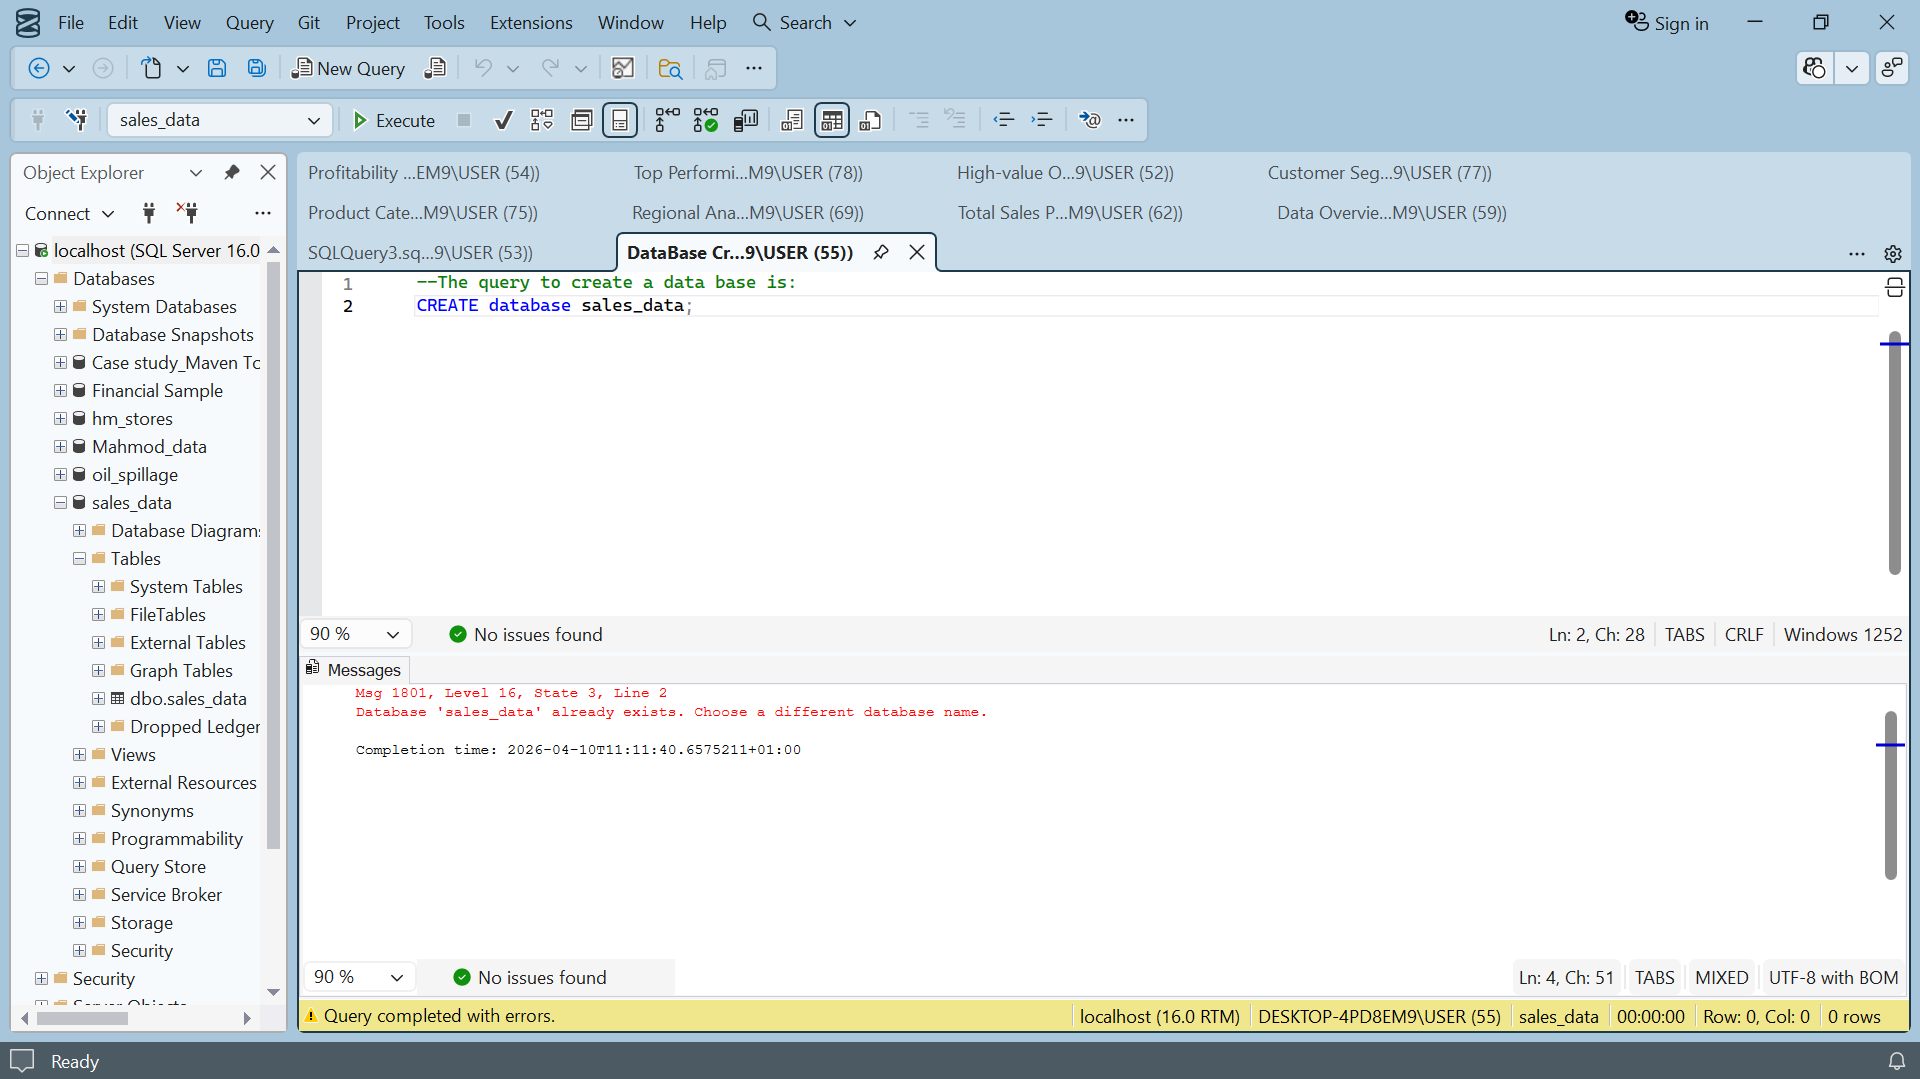 File Edit View Query Git Project Tools Extensions Window Help Search Sign in
New Query
sales_data Execute
Object Explorer
Connect
localhost (SQL Server 16.0
Databases
System Databases
Database Snapshots
Case study_Maven To
Financial Sample
hm_stores
Mahmod_data
oil_spillage
sales_data
Database Diagrams
Tables
System Tables
FileTables
External Tables
Graph Tables
dbo.sales_data
Dropped Ledger
Views
External Resources
Synonyms
Programmability
Query Store
Service Broker
Storage
Security
Security
Profitability ...EM9\USER (54)) Top Performi...M9\USER (78)) High-value O...9\USER (52)) Customer Seg...9\USER (77))
Product Cate...M9\USER (75)) Regional Ana...M9\USER (69)) Total Sales P...M9\USER (62)) Data Overvie...M9\USER (59))
SQLQuery3.sq...9\USER (53)) DataBase Cr...9\USER (55))
1 --The query to create a data base is:
2 CREATE database sales_data;
90 % No issues found Ln: 2, Ch: 28 TABS CRLF Windows 1252
Messages
Msg 1801, Level 16, State 3, Line 2
Database 'sales_data' already exists. Choose a different database name.
Completion time: 2026-04-10T11:11:40.6575211+01:00
90 % No issues found Ln: 4, Ch: 51 TABS MIXED UTF-8 with BOM
Query completed with errors. localhost (16.0 RTM) DESKTOP-4PD8EM9\USER (55) sales_data 00:00:00 Row: 0, Col: 0 0 rows
Ready